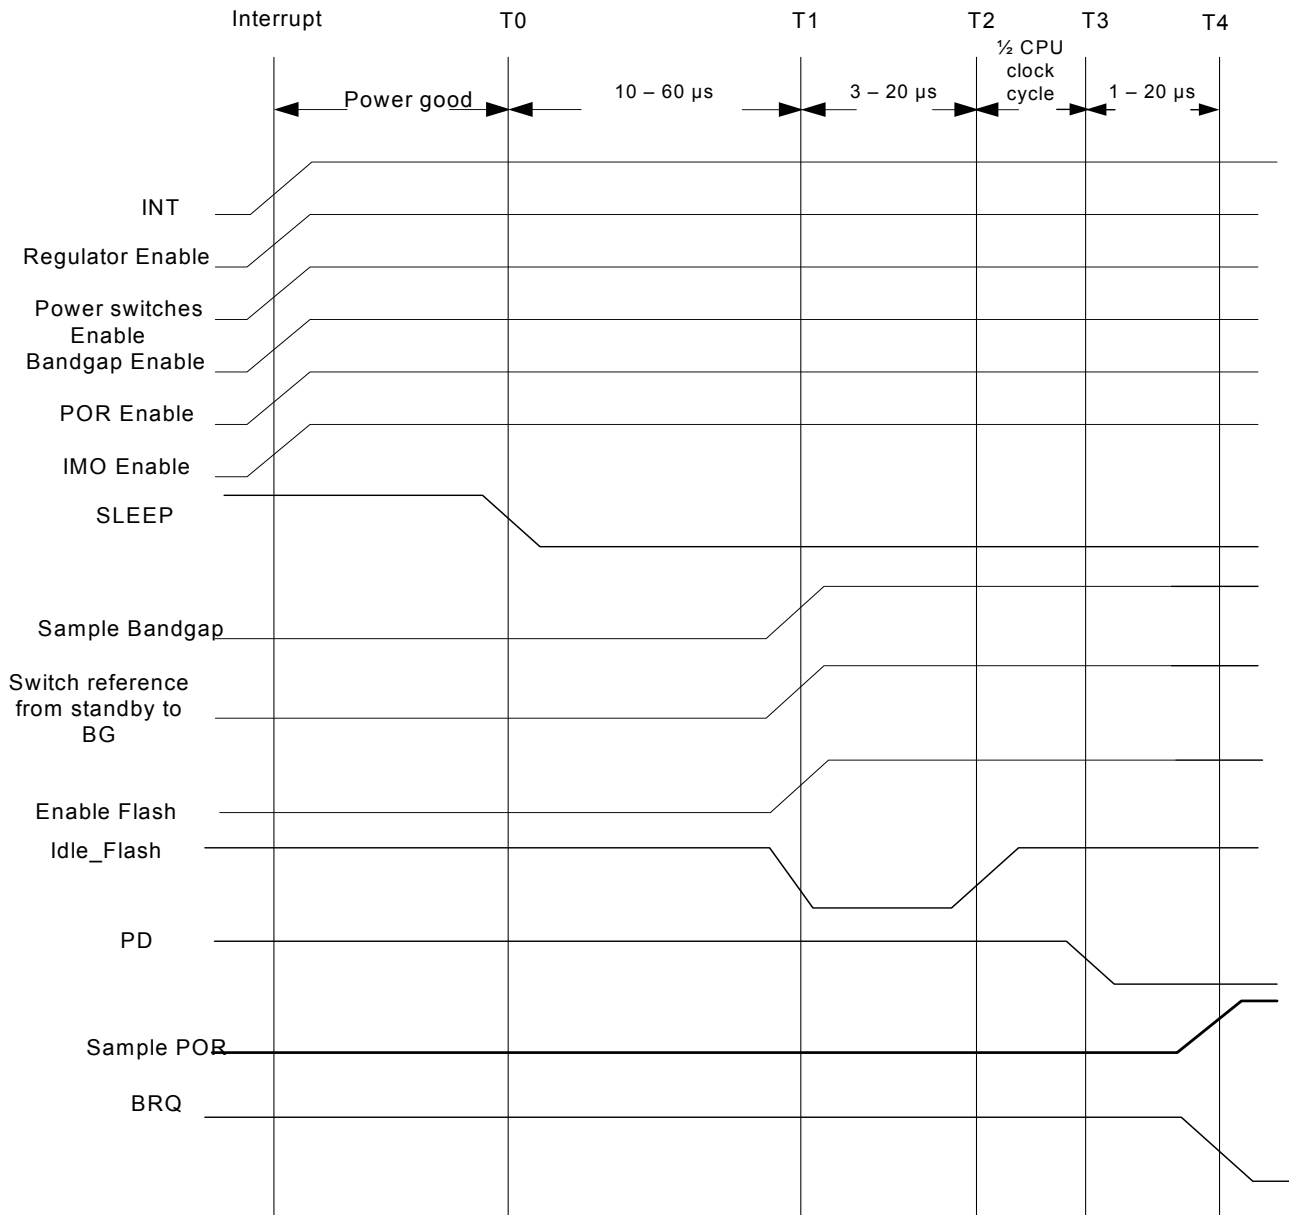 Interrupt T0 T1 T2 T3 T4
½ CPU
clock
cycle
Power good 10 – 60 µs 3 – 20 µs 1 – 20 µs
INT
Regulator Enable
Power switches
Enable
Bandgap Enable
POR Enable
IMO Enable
SLEEP
Sample Bandgap
Switch reference
from standby to
BG
Enable Flash
Idle_Flash
PD
Sample POR
BRQ